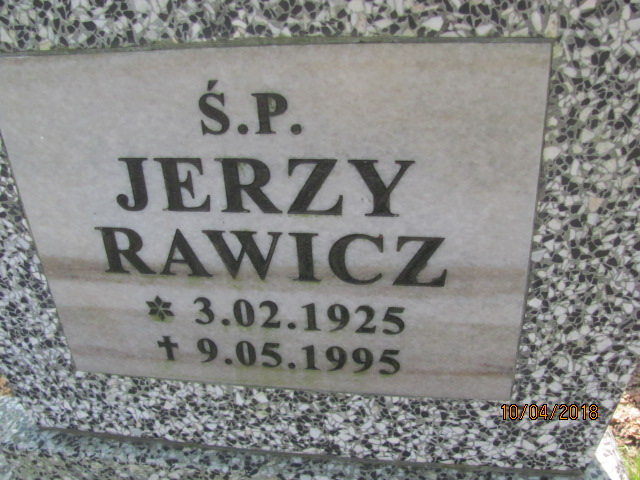 Ś.P.
JERZY
RAWICZ
* 3.02.1925
† 9.05.1995
10/04/2018